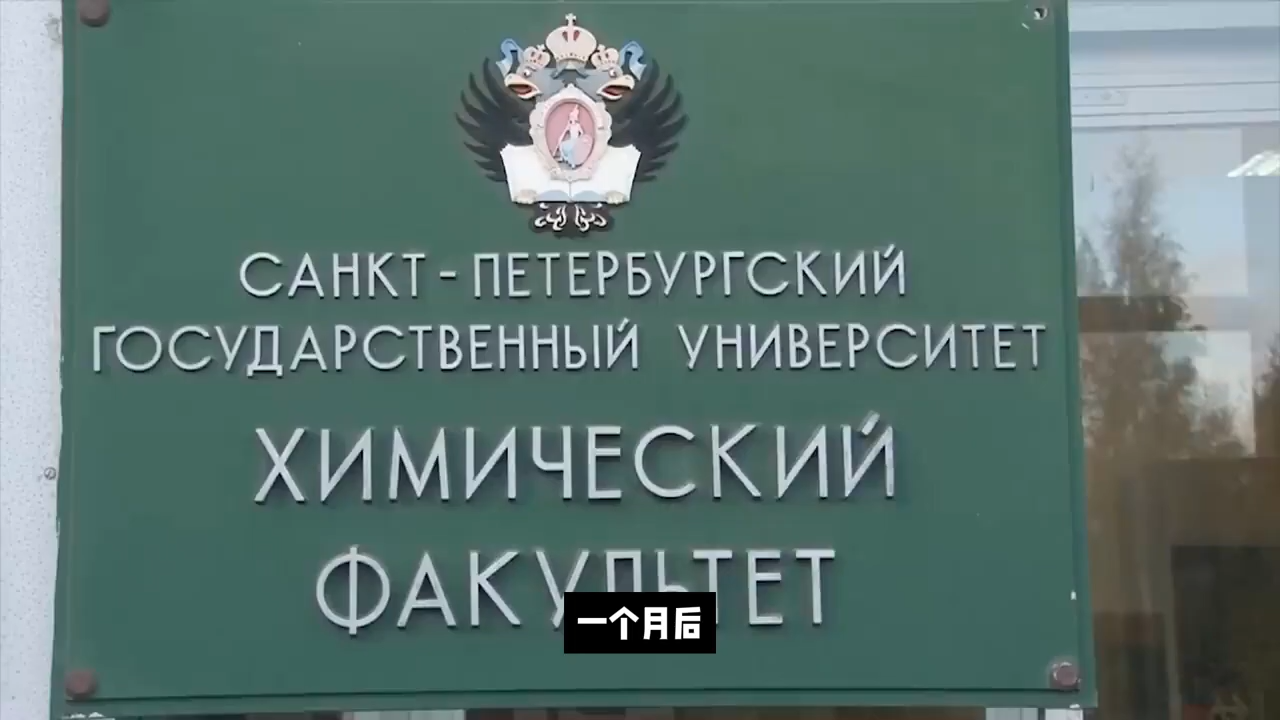 САНКТ-ПЕТЕРБУРГСКИЙ
ГОСУДАРСТВЕННЫЙ УНИВЕРСИТЕТ
ХИМИЧЕСКИЙ
ФАКУЛЬТЕТ
一个月后